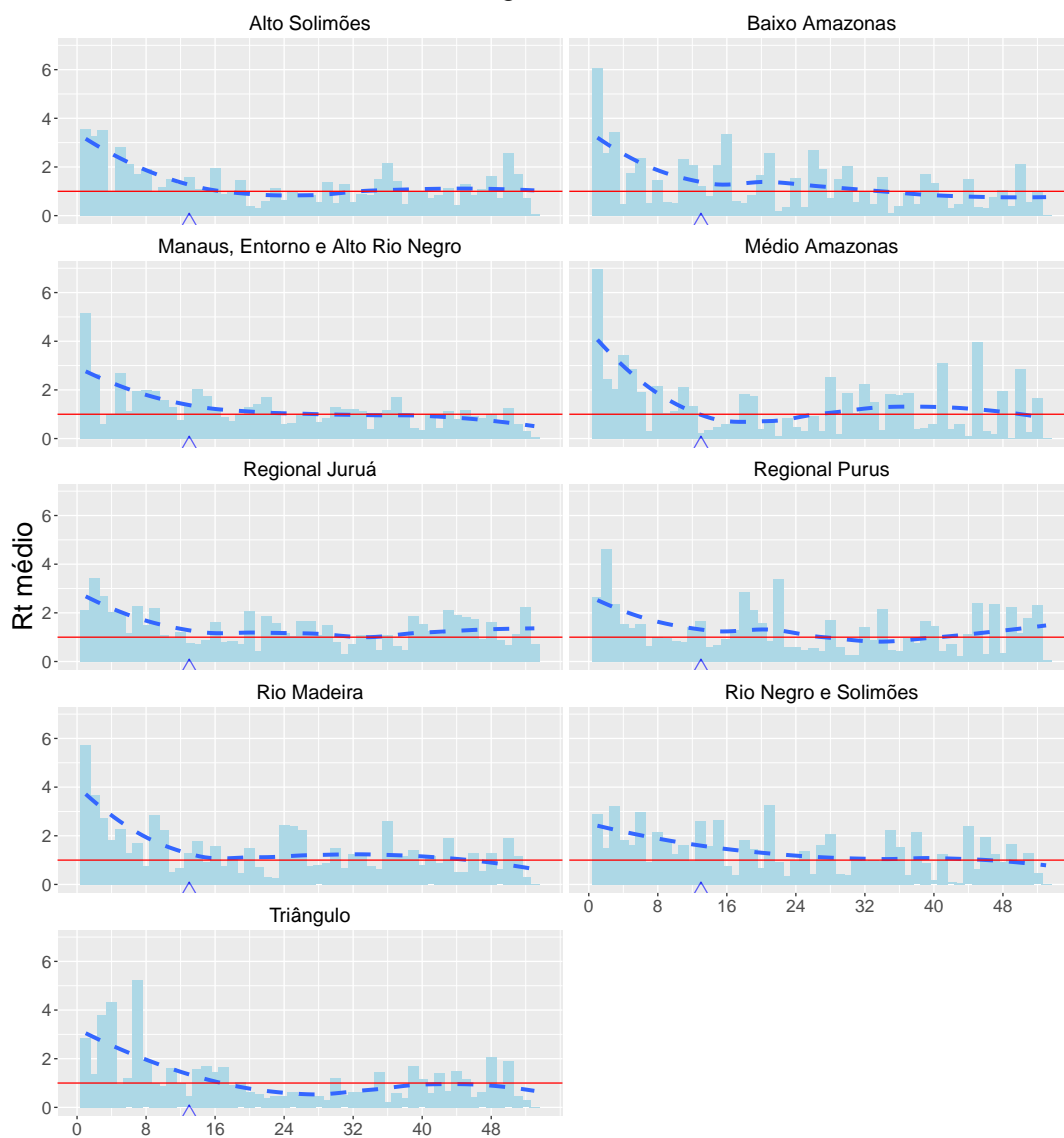 Alto Solimões
Baixo Amazonas
6
4
2
0
Manaus, Entorno e Alto Rio Negro
Médio Amazonas
6
4
2
0
Regional Juruá
Regional Purus
6
4
2
0
Rt médio
Rio Madeira
Rio Negro e Solimões
6
4
2
0
0 8 16 24 32 40 48
Triângulo
6
4
2
0
0 8 16 24 32 40 48